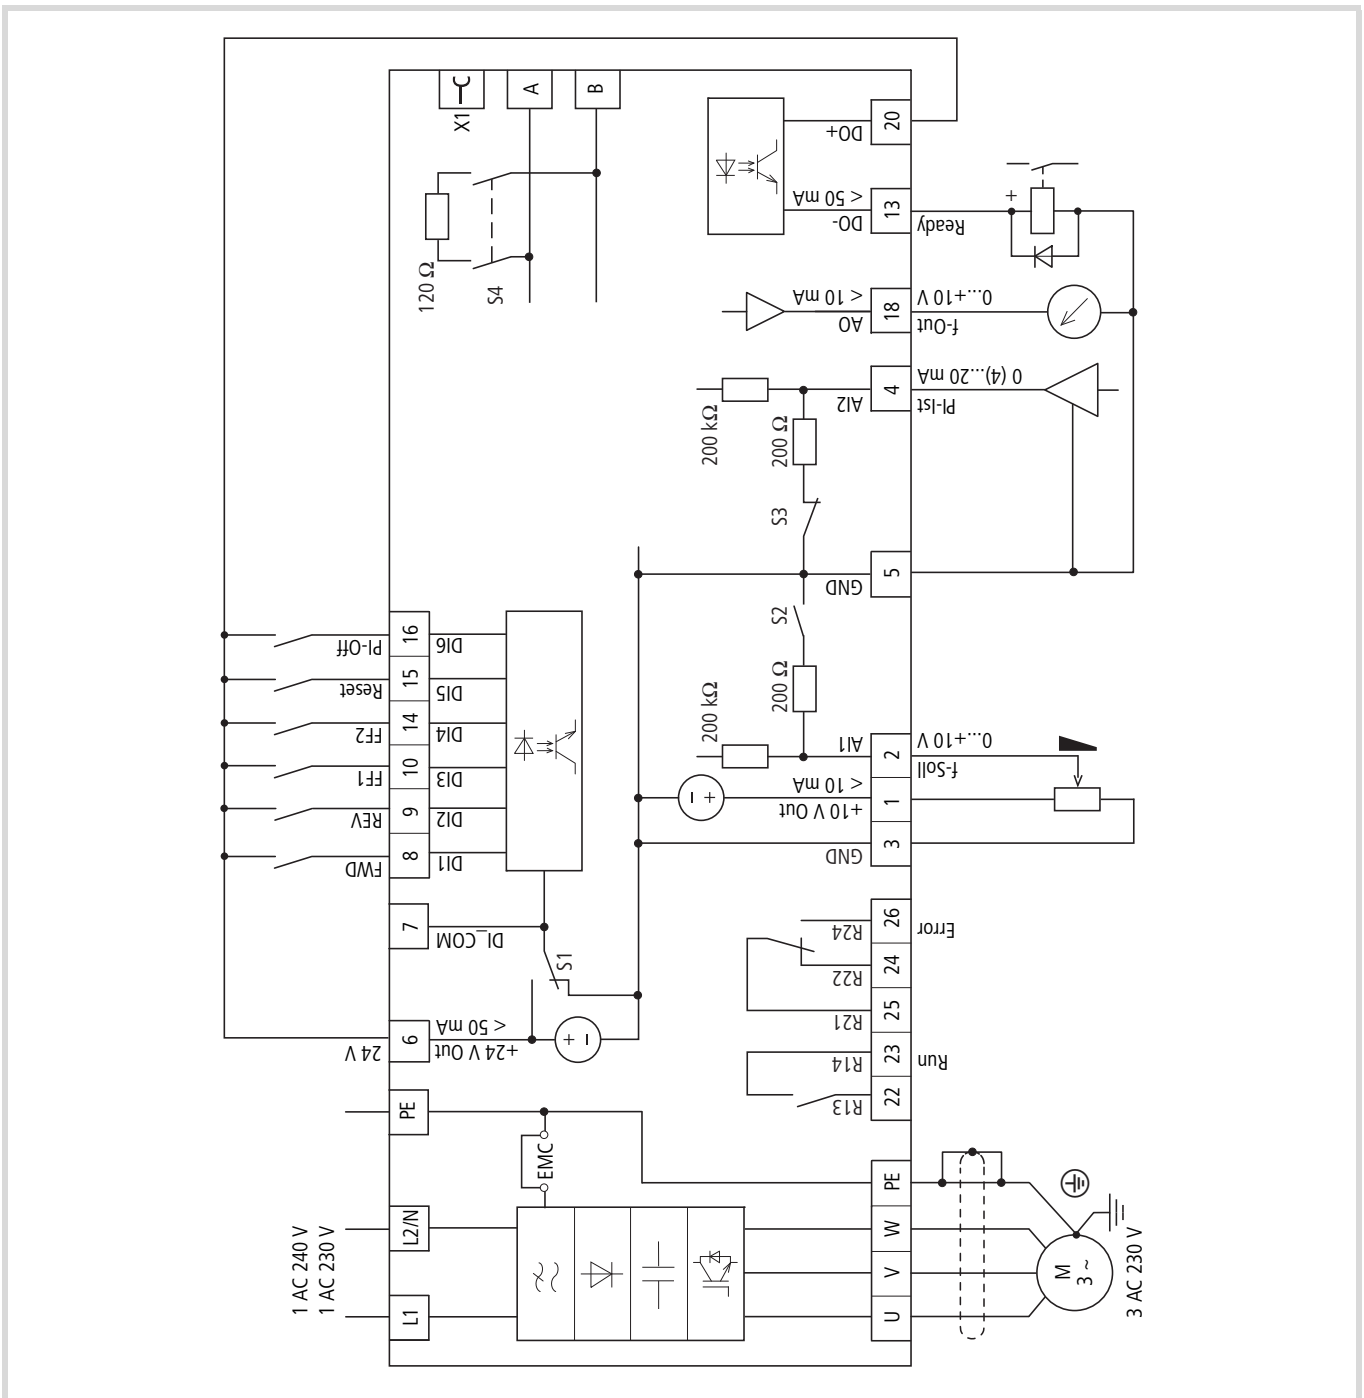 X1
A
B
120 Ω
S4
DO+
20
< 50 mA
DO-
13
Ready
+
< 10 mA
AO
18
0...+10 V
f-Out
AI2
4
0 (4)...20 mA
PI-Ist
200 kΩ
200 Ω
S3
GND
5
S2
200 kΩ
200 Ω
AI1
2
0...+10 V
f-Soll
< 10 mA
+10 V Out
1
- +
GND
3
PI-Off
16
DI6
Reset
15
DI5
FF2
14
DI4
FF1
10
DI3
REV
9
DI2
FWD
8
DI1
7
DI_COM
S1
24 V
6
< 50 mA
+24 V Out
+ -
R24
26
Error
R22
24
R21
25
R14
23
Run
R13
22
PE
EMC
PE
L2/N
W
V
L1
U
1 AC 240 V
1 AC 230 V
M
3 ~
3 AC 230 V